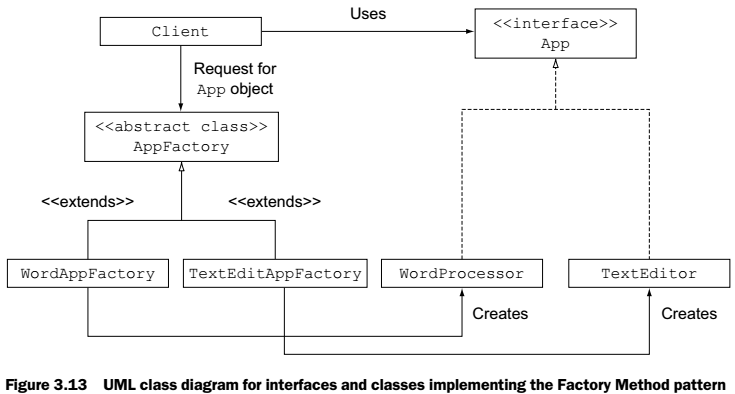 Client
Uses
<<interface>>
App
Request for
App object
<<abstract class>>
AppFactory
<<extends>>
<<extends>>
WordAppFactory
TextEditAppFactory
WordProcessor
TextEditor
Creates
Creates
Figure 3.13 UML class diagram for interfaces and classes implementing the Factory Method pattern